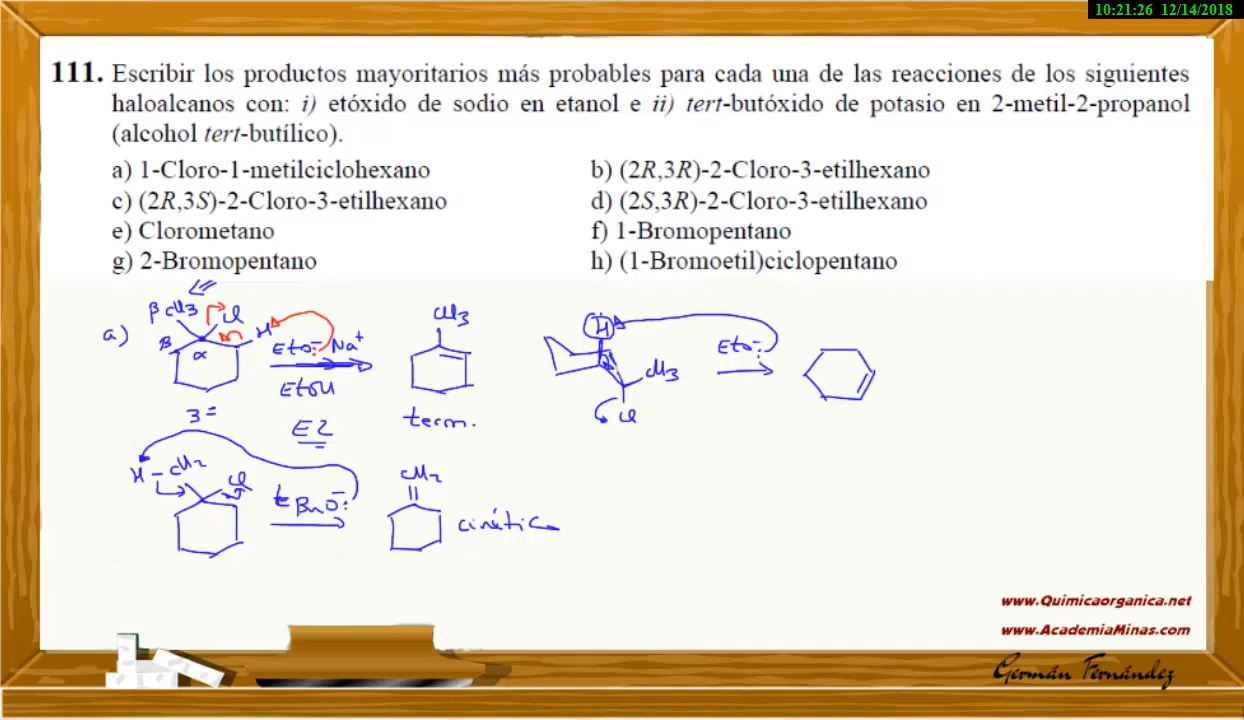 10:21:26 12/14/2018
111. Escribir los productos mayoritarios más probables para cada una de las reacciones de los siguientes
haloalcanos con: i) etóxido de sodio en etanol e ii) tert-butóxido de potasio en 2-metil-2-propanol
(alcohol tert-butílico).
a) 1-Cloro-1-metilciclohexano
b) (2R,3R)-2-Cloro-3-etilhexano
c) (2R,3S)-2-Cloro-3-etilhexano
d) (2S,3R)-2-Cloro-3-etilhexano
e) Clorometano
f) 1-Bromopentano
g) 2-Bromopentano
h) (1-Bromoetil)ciclopentano
a)
β CH3 Cl
H
β
α
3=
EtO:⁻ Na⁺
EtOH
E2
CH3
term.
H
CH3
Cl
EtO:⁻
H-CH2
Cl
tBuO:⁻
CH2
cinético
www.Quimicaorganica.net
www.AcademiaMinas.com
Germán Fernández